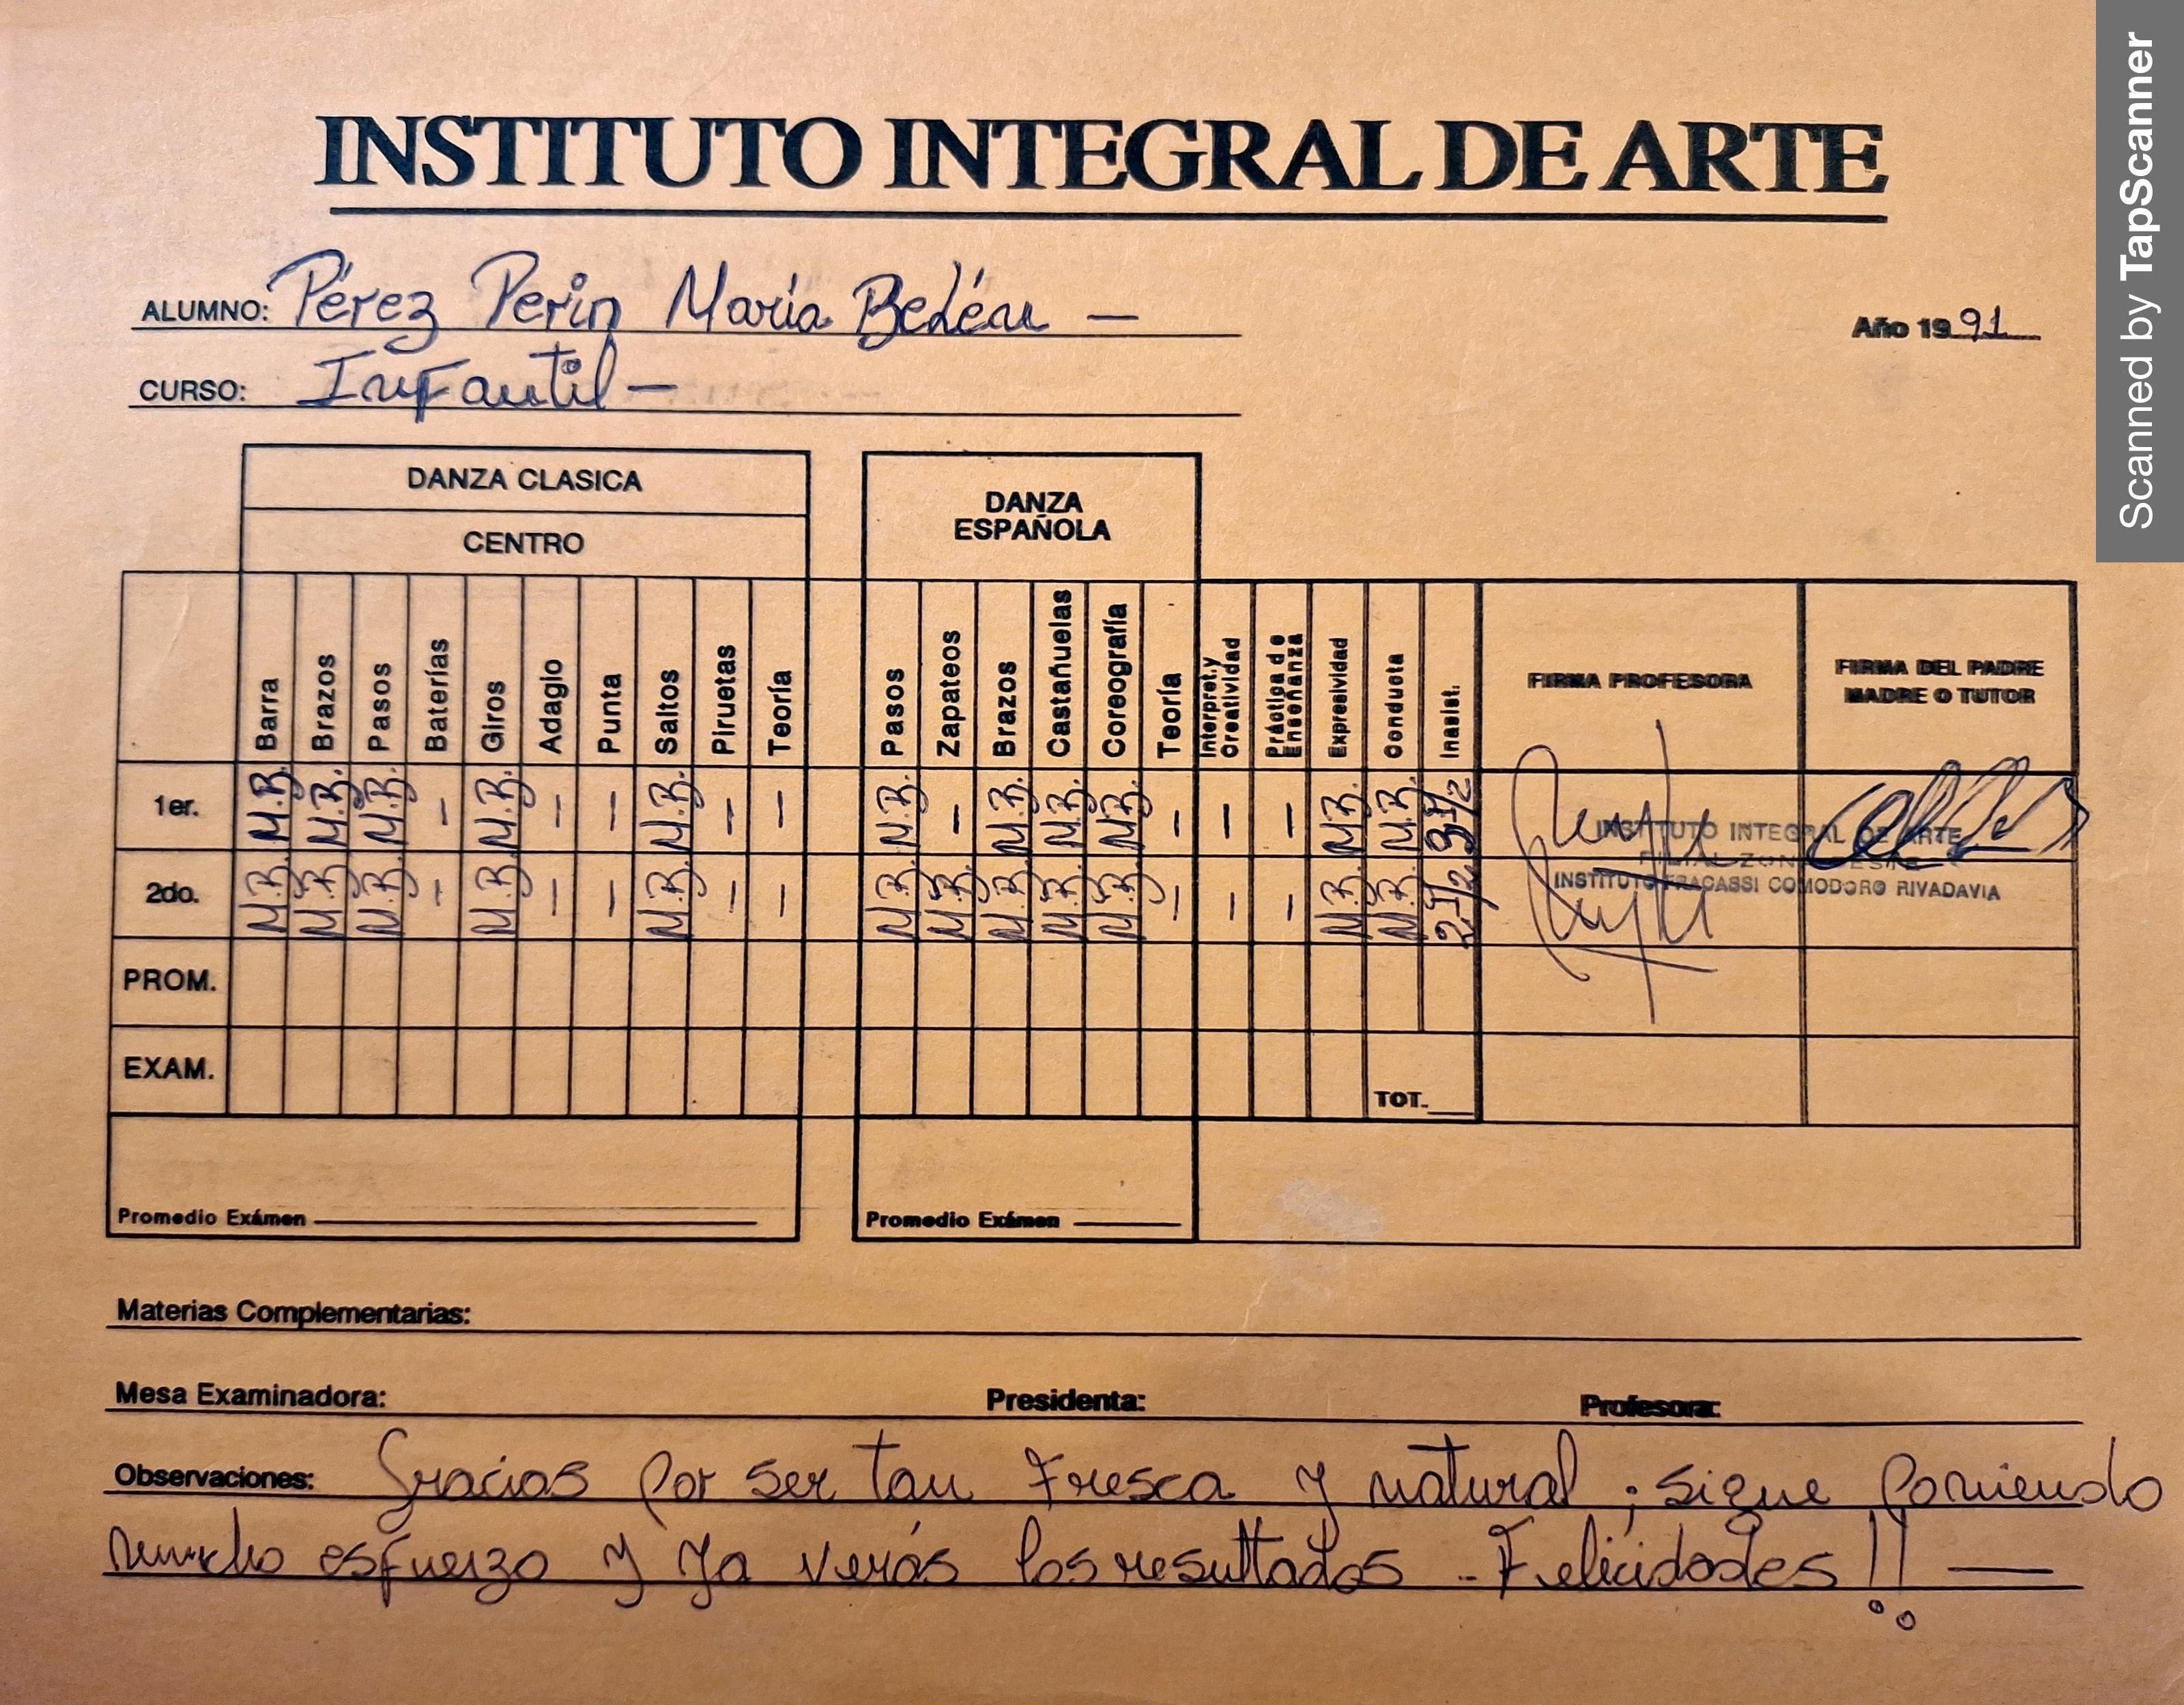 INSTITUTO INTEGRAL DE ARTE
ALUMNO: Pérez Perin María Belén —
Año 1991
CURSO: Infantil —
DANZA CLASICA
CENTRO
DANZA ESPAÑOLA
Barra Brazos Pasos Baterías Giros Adagio Punta Saltos Piruetas Teoría Pasos Zapateos Brazos Castañuelas Coreografía Teoría Interpret.y Creatividad Práctica de Enseñanza Expresividad Conducta Inasist. FIRMA PROFESORA FIRMA DEL PADRE MADRE O TUTOR
1er. M.B. M.B. M.B. — M.B. — — M.B. — — M.B. — M.B. M.B. M.B. — — — M.B. M.B. 3 1/2
2do. M.B. M.B. M.B. — M.B. — — M.B. — — M.B. M.B. M.B. M.B. M.B. — — — M.B. M.B. 2 1/2
INSTITUTO INTEGRAL DE ARTE
FILIAL ZONA
INSTITUTO FRACASSI COMODORO RIVADAVIA
PROM.
EXAM.
TOT.
Promedio Exámen
Promedio Exámen
Materias Complementarias:
Mesa Examinadora: Presidenta: Profesora:
Observaciones: Gracias por ser tan fresca y natural; sigue poniendo
mucho esfuerzo y ya verás los resultados.. Felicidades!! —
Scanned by TapScanner